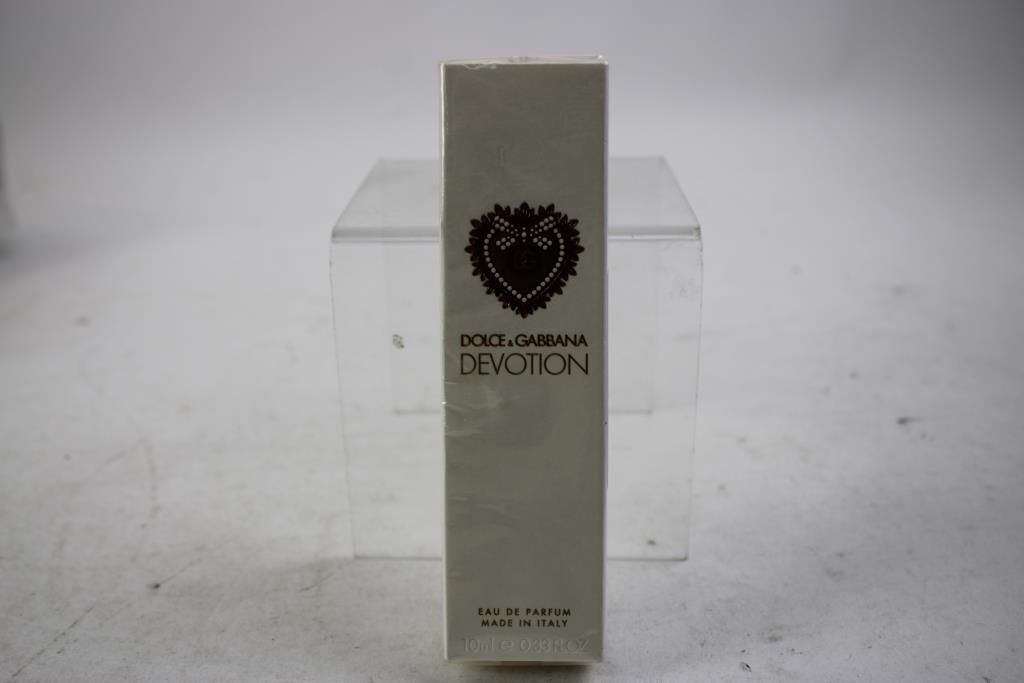 DOLCE & GABBANA
DEVOTION
EAU DE PARFUM
MADE IN ITALY
10ml ℮ 0.33 FL.OZ